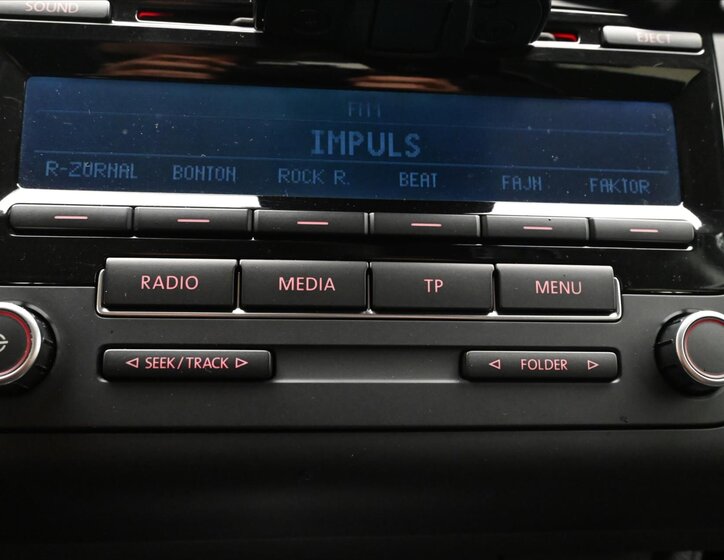 SOUND
EJECT
FM1
IMPULS
R-ZURNAL BONTON ROCK R. BEAT FAJN FAKTOR
RADIO MEDIA TP MENU
SEEK/TRACK FOLDER